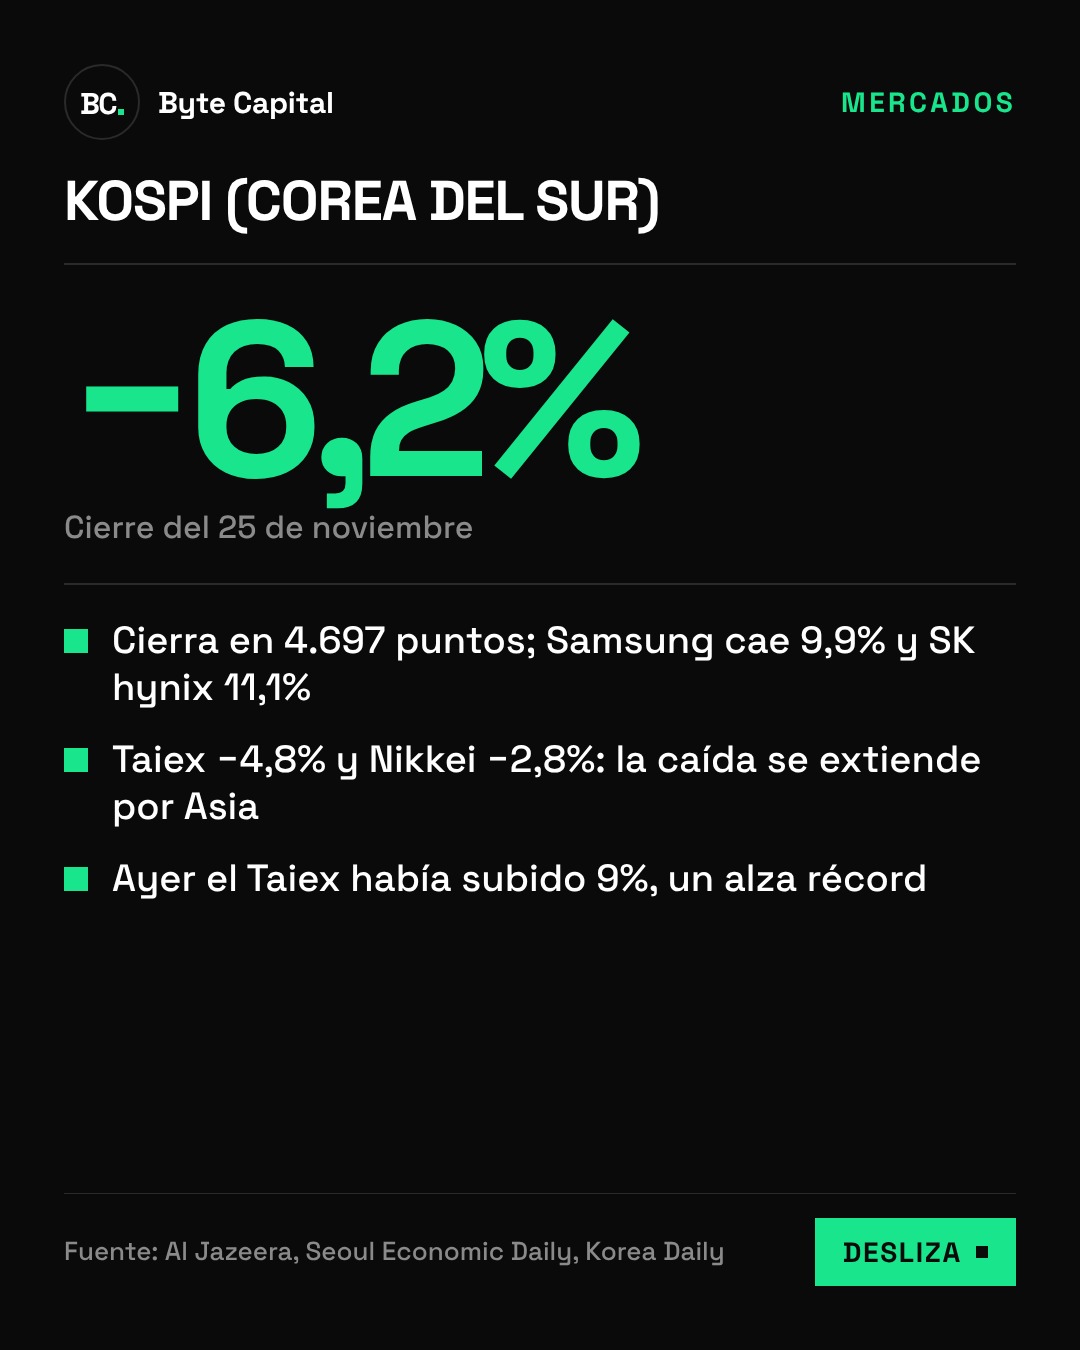 BC.
Byte Capital
MERCADOS
KOSPI (COREA DEL SUR)
−6,2%
Cierre del 25 de noviembre
Cierra en 4.697 puntos; Samsung cae 9,9% y SK
hynix 11,1%
Taiex −4,8% y Nikkei −2,8%: la caída se extiende
por Asia
Ayer el Taiex había subido 9%, un alza récord
Fuente: Al Jazeera, Seoul Economic Daily, Korea Daily
DESLIZA